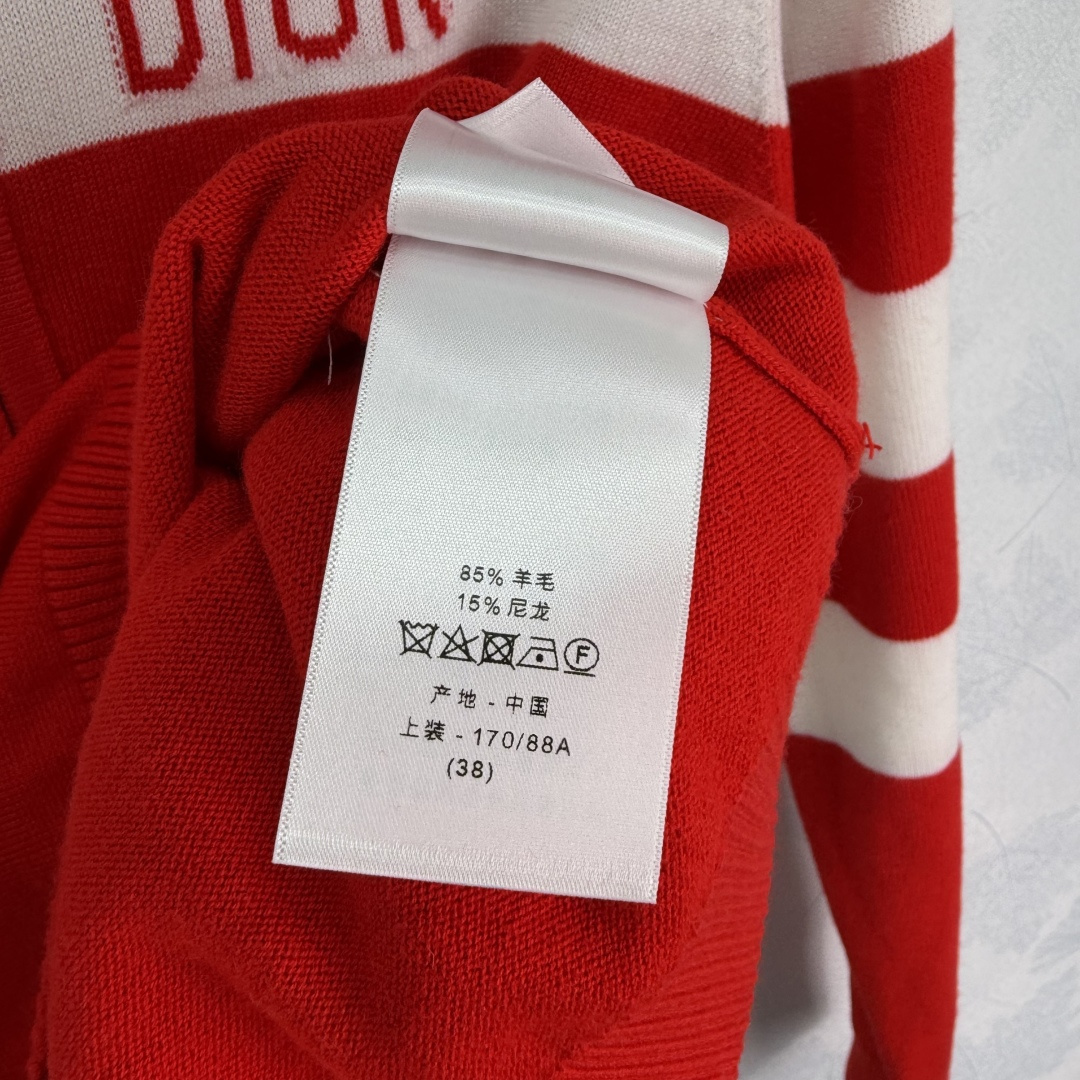 DIOR
85% 羊毛
15% 尼龙
F
产地 - 中国
上装 - 170/88A
(38)